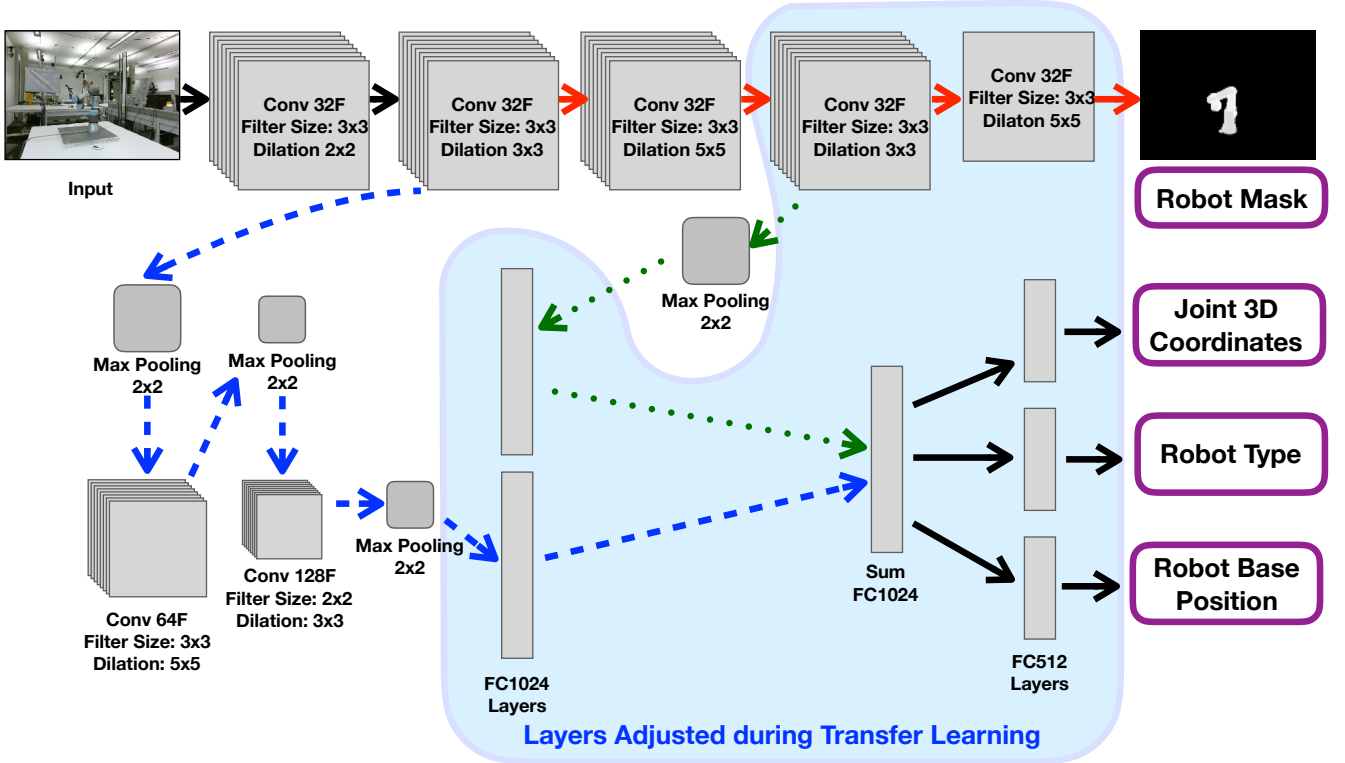 Conv 32F
Filter Size: 3x3
Dilation 2x2
Conv 32F
Filter Size: 3x3
Dilation 3x3
Conv 32F
Filter Size: 3x3
Dilation 5x5
Conv 32F
Filter Size: 3x3
Dilation 3x3
Conv 32F
Filter Size: 3x3
Dilaton 5x5
Input
Robot Mask
Max Pooling
2x2
Joint 3D
Coordinates
Max Pooling
2x2
Max Pooling
2x2
Robot Type
Max Pooling
2x2
Conv 128F
Filter Size: 2x2
Dilation: 3x3
Conv 64F
Filter Size: 3x3
Dilation: 5x5
Sum
FC1024
Robot Base
Position
FC1024
Layers
FC512
Layers
Layers Adjusted during Transfer Learning